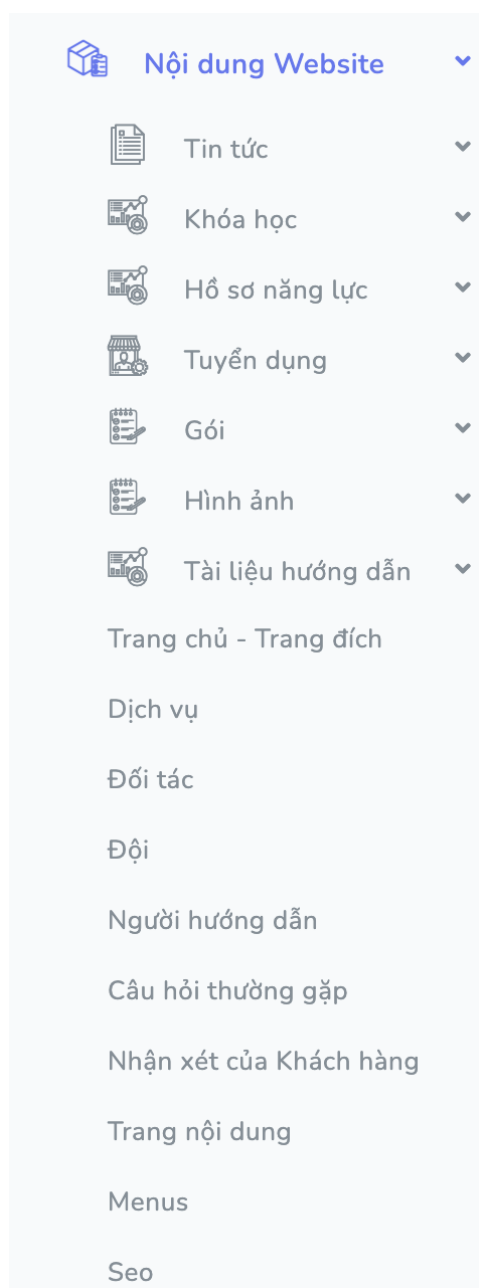 Nội dung Website
Tin tức
Khóa học
Hồ sơ năng lực
Tuyển dụng
Gói
Hình ảnh
Tài liệu hướng dẫn
Trang chủ - Trang đích
Dịch vụ
Đối tác
Đội
Người hướng dẫn
Câu hỏi thường gặp
Nhận xét của Khách hàng
Trang nội dung
Menus
Seo